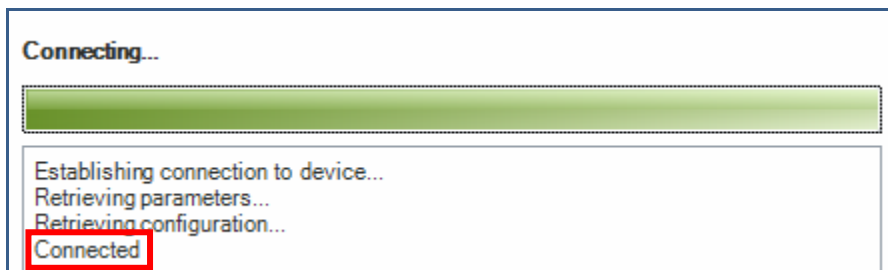 Connecting...
Establishing connection to device...
Retrieving parameters...
Retrieving configuration...
Connected